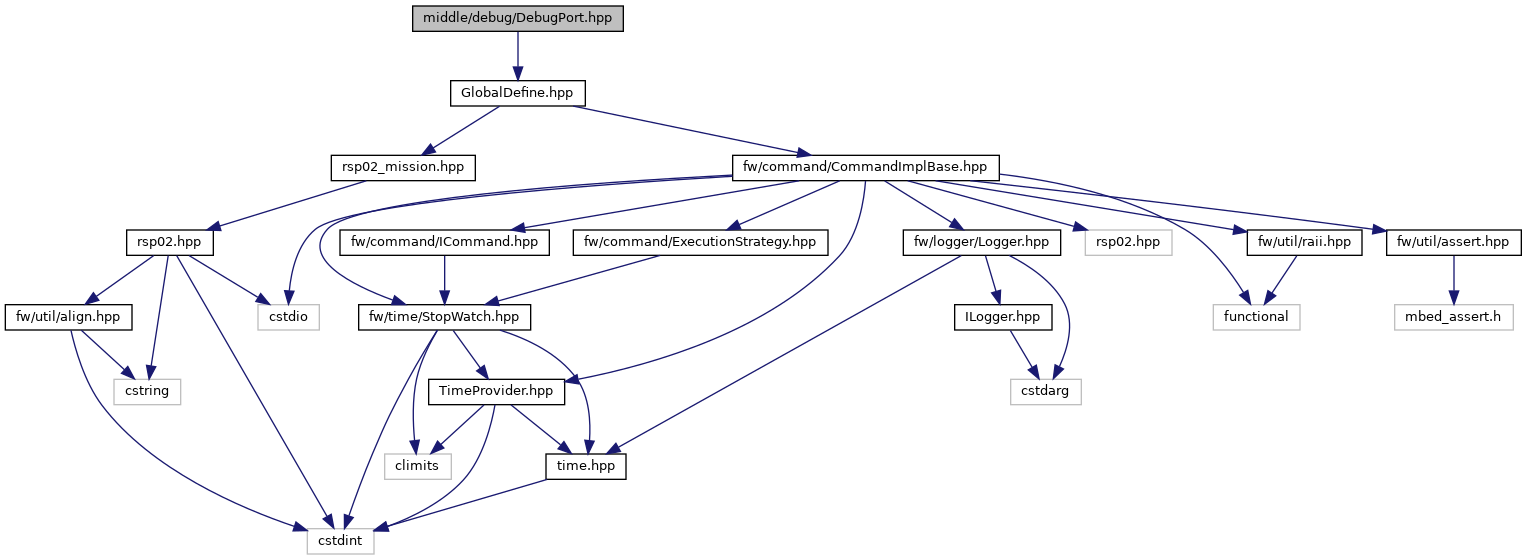 middle/debug/DebugPort.hpp
GlobalDefine.hpp
rsp02_mission.hpp
fw/command/CommandImplBase.hpp
rsp02.hpp
fw/command/ICommand.hpp
fw/command/ExecutionStrategy.hpp
fw/logger/Logger.hpp
rsp02.hpp
fw/util/raii.hpp
fw/util/assert.hpp
fw/util/align.hpp
cstdio
fw/time/StopWatch.hpp
ILogger.hpp
functional
mbed_assert.h
cstring
TimeProvider.hpp
cstdarg
climits
time.hpp
cstdint